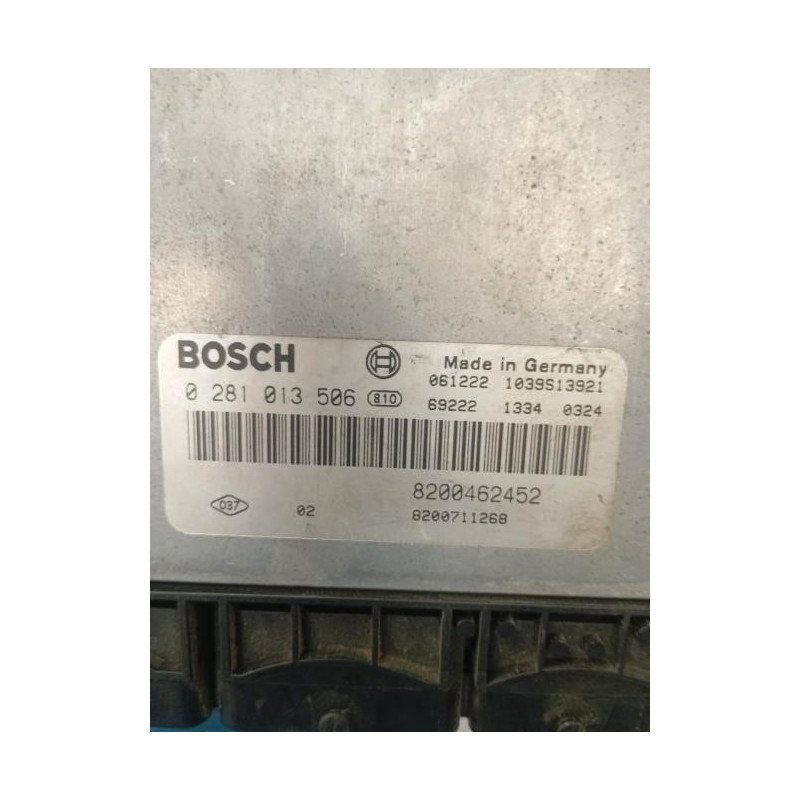 BOSCH
Made in Germany
0 281 013 506 810
061222 1039S13921
69222 1334 0324
8200462452
037 02
8200711268